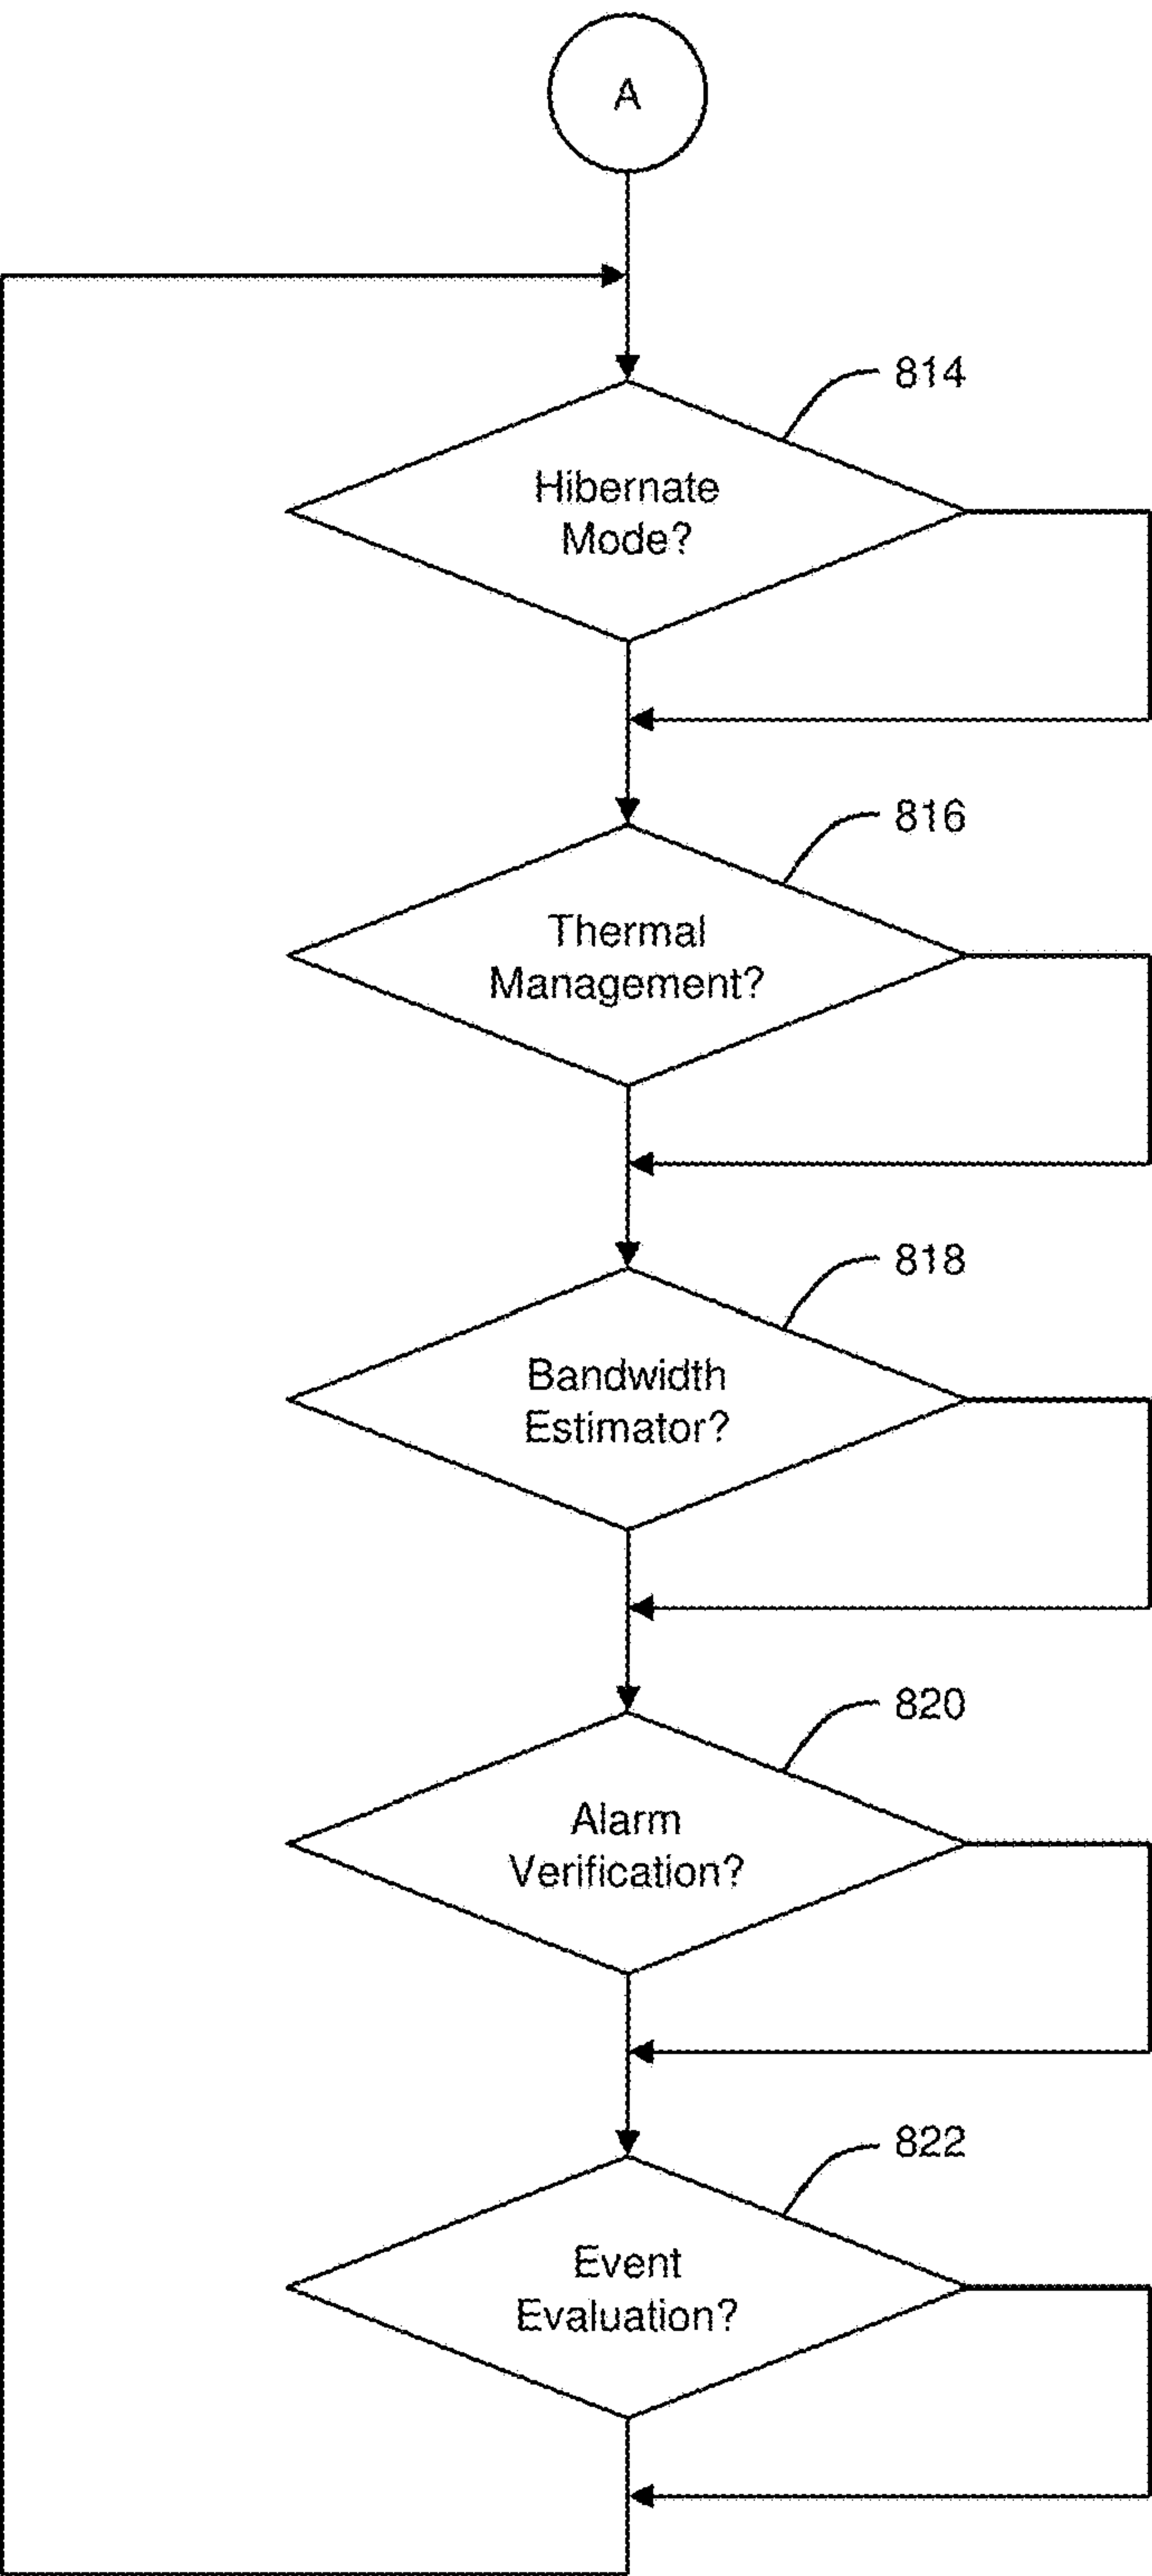 A
814
Hibernate
Mode?
816
Thermal
Management?
818
Bandwidth
Estimator?
820
Alarm
Verification?
822
Event
Evaluation?